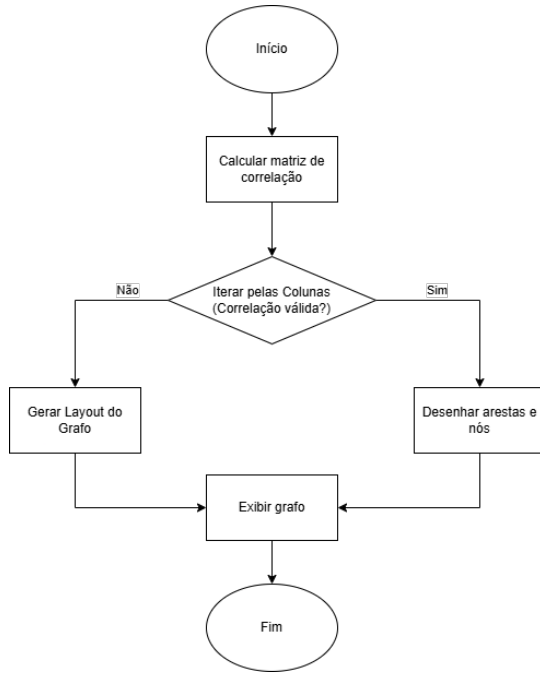 Início
Calcular matriz de
correlação
Iterar pelas Colunas
(Correlação válida?)
Não
Sim
Gerar Layout do
Grafo
Desenhar arestas e
nós
Exibir grafo
Fim